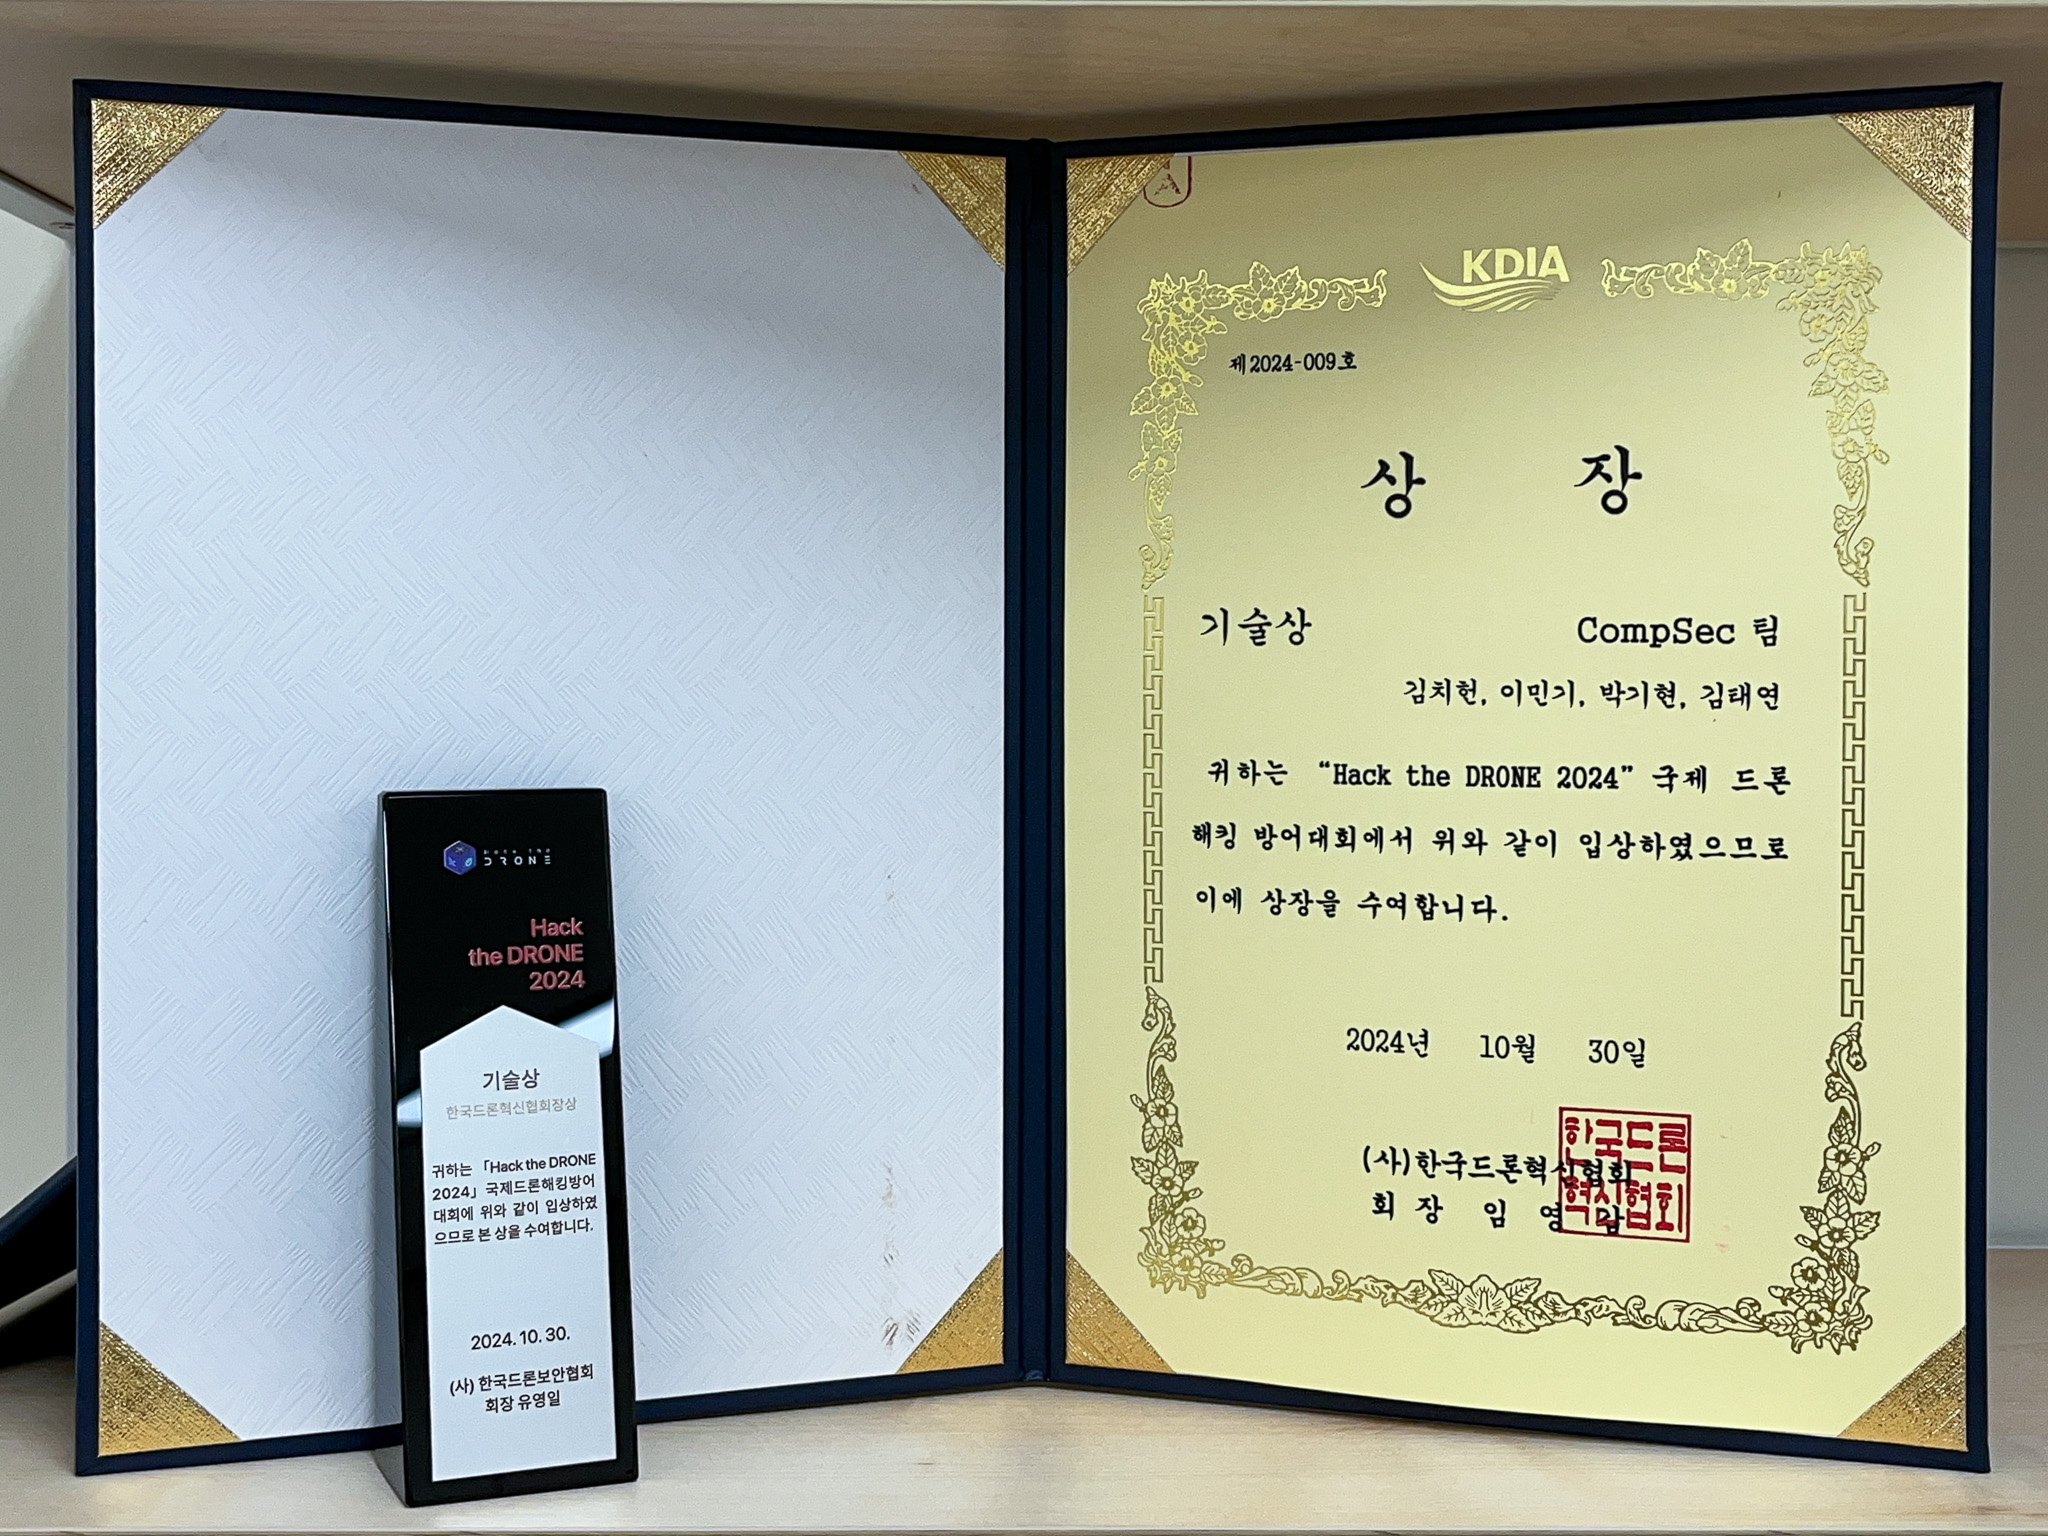 DRONE
Hack
the DRONE
2024
기술상
한국드론혁신협회장상
귀하는 「Hack the DRONE
2024」 국제드론해킹방어
대회에 위와 같이 입상하였
으므로 본 상을 수여합니다.
2024. 10. 30.
(사) 한국드론보안협회
회장 유영일
KDIA
제2024-009호
상 장
기술상 CompSec 팀
김치헌, 이민기, 박기현, 김태연
귀하는 “Hack the DRONE 2024” 국제 드론
해킹 방어대회에서 위와 같이 입상하였으므로
이에 상장을 수여합니다.
2024년 10월 30일
(사)한국드론혁신협회
회 장 임 영
한국드론
혁신협회